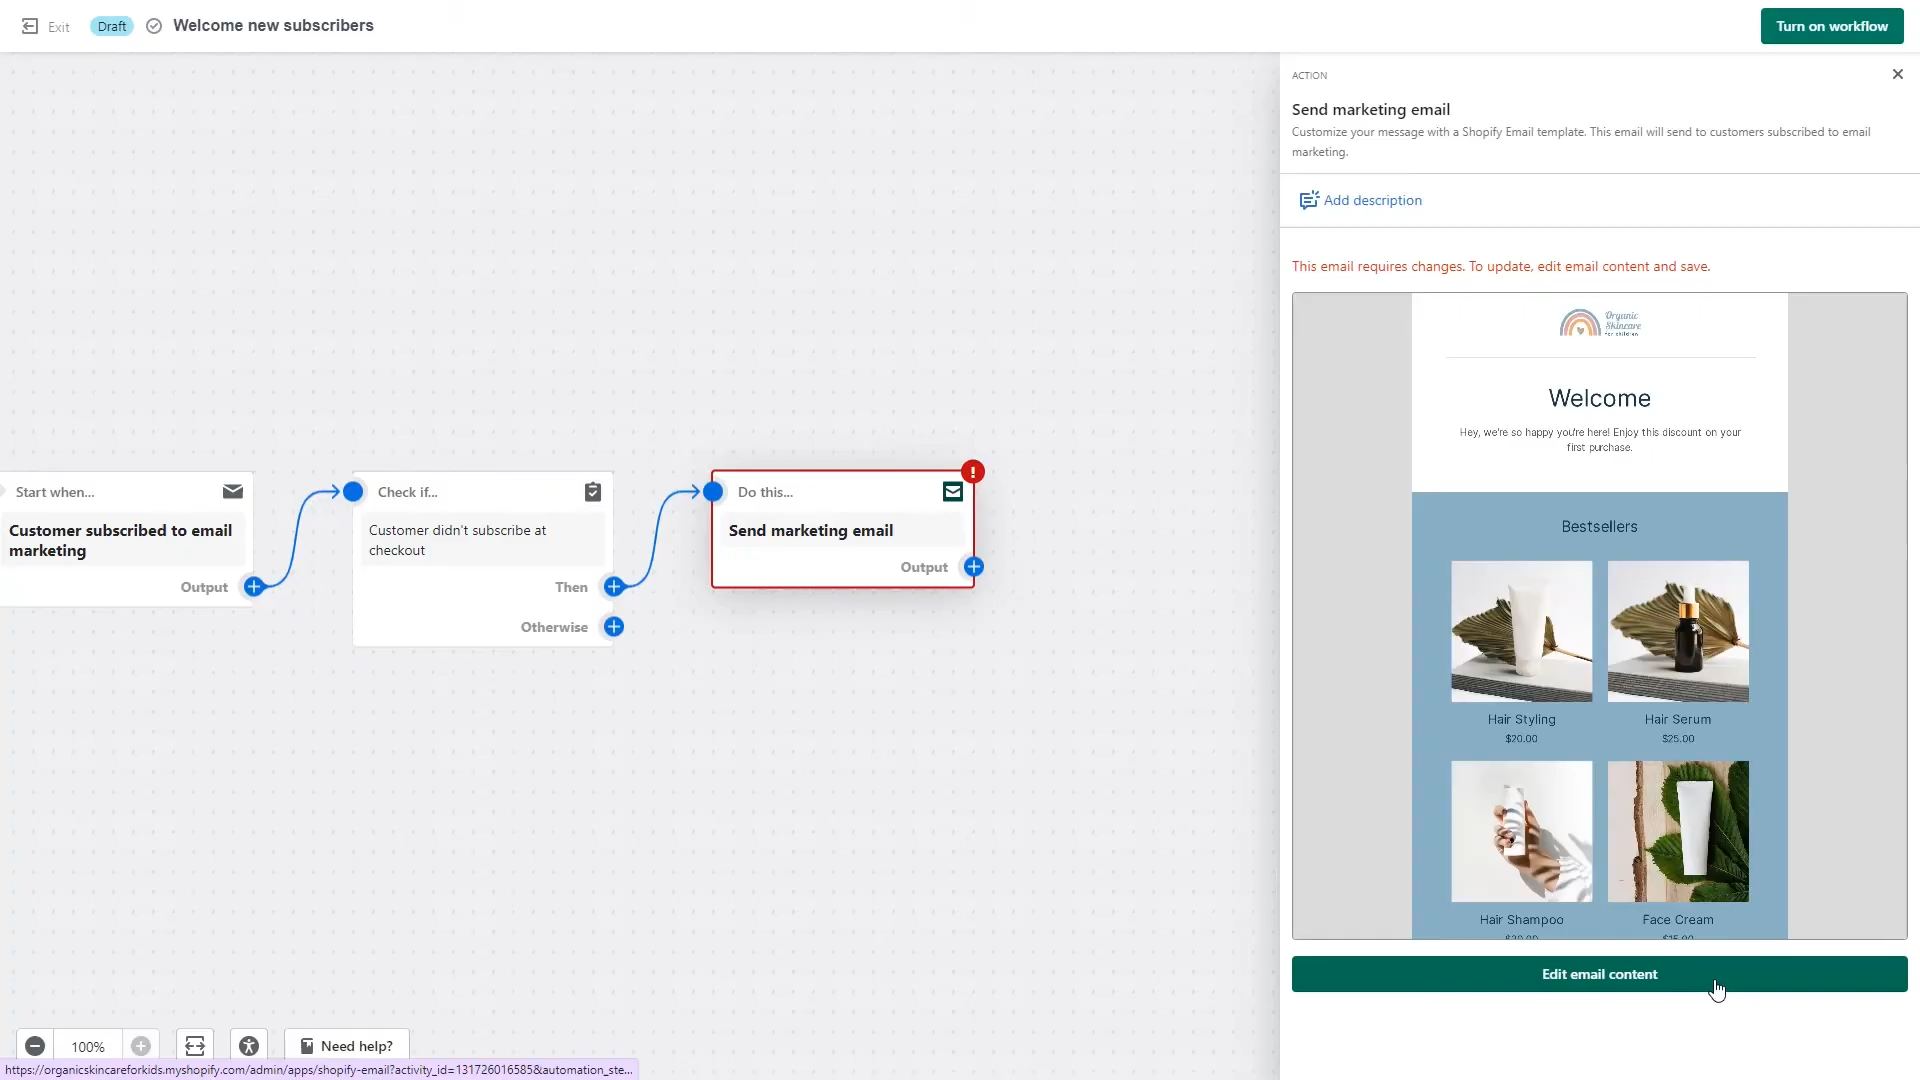 Exit
Draft
Welcome new subscribers
Turn on workflow
ACTION
Send marketing email
Customize your message with a Shopify Email template. This email will send to customers subscribed to email
marketing.
Add description
This email requires changes. To update, edit email content and save.
Organic
Skincare
for children
Welcome
Hey, we're so happy you're here! Enjoy this discount on your
first purchase.
Bestsellers
Hair Styling
$20.00
Hair Serum
$25.00
Hair Shampoo
Face Cream
Edit email content
Start when...
Customer subscribed to email
marketing
Output
Check if...
Customer didn't subscribe at
checkout
Then
Otherwise
Do this...
Send marketing email
Output
100%
Need help?
https://organicskincareforkids.myshopify.com/admin/apps/shopify-email?activity_id=131726016585&automation_ste...